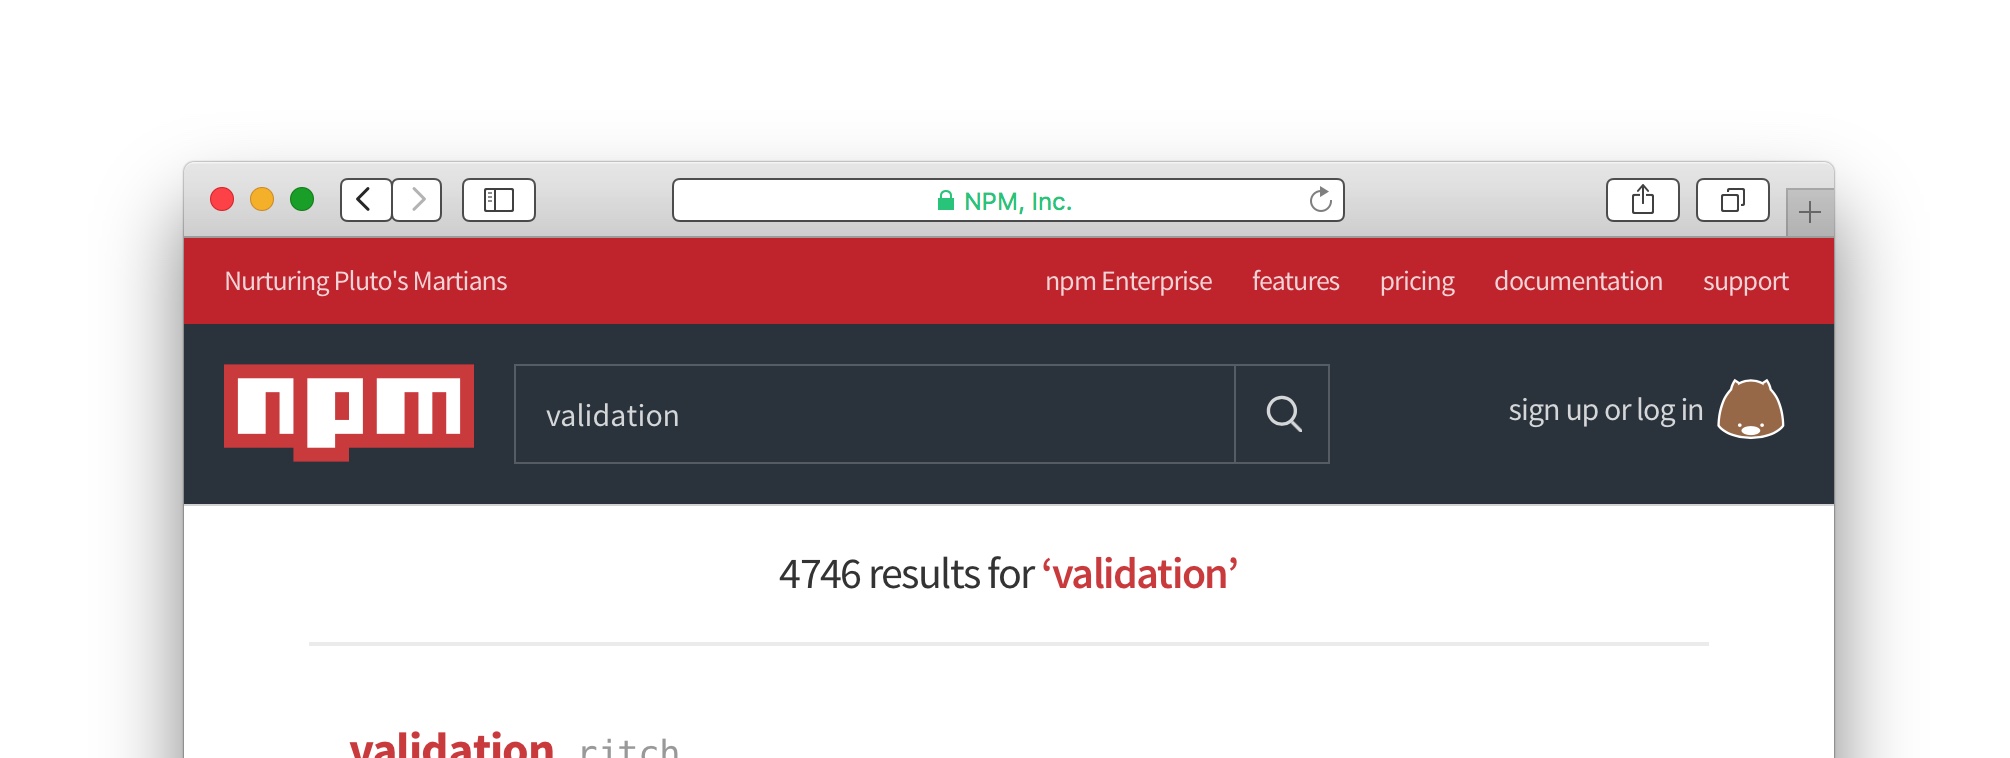 NPM, Inc.
Nurturing Pluto's Martians npm Enterprise features pricing documentation support
npm validation sign up or log in
4746 results for ‘validation’
validation ritch